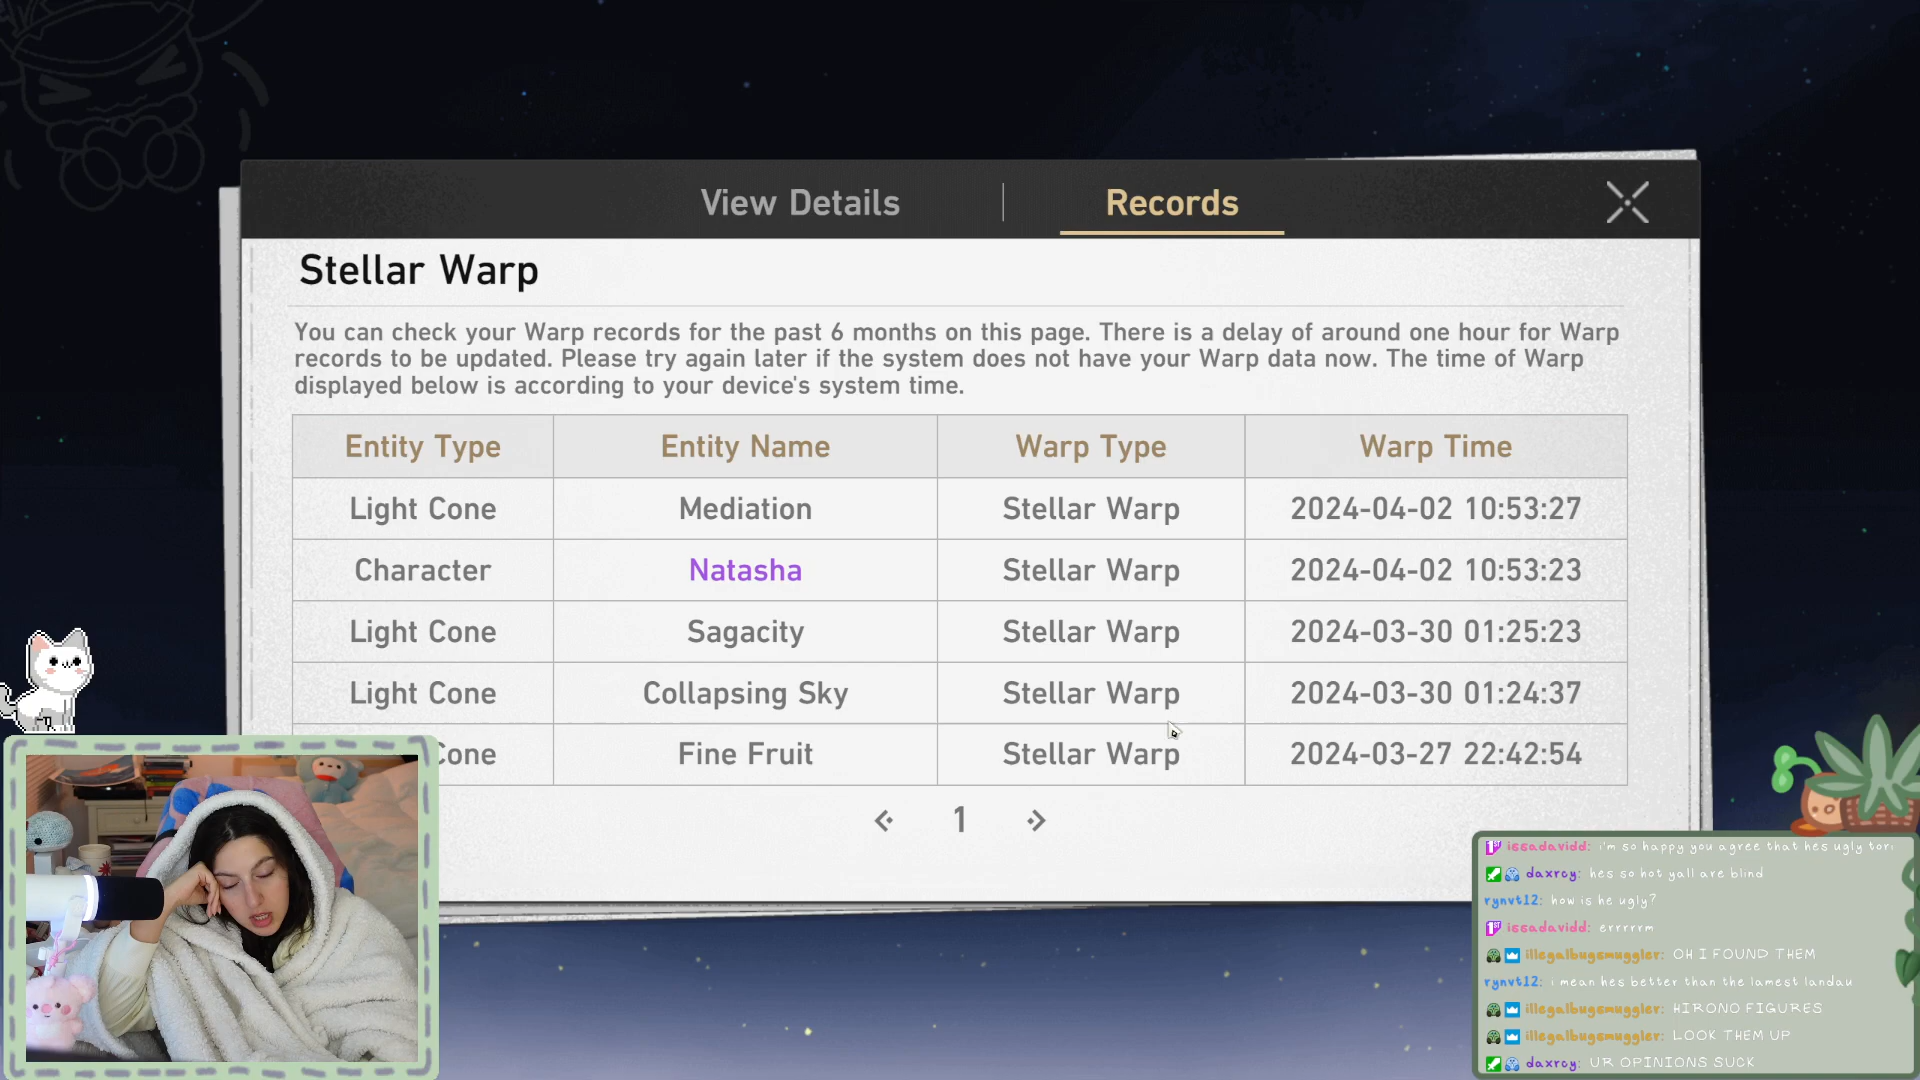 View Details
Records
Stellar Warp
You can check your Warp records for the past 6 months on this page. There is a delay of around one hour for Warp
records to be updated. Please try again later if the system does not have your Warp data now. The time of Warp
displayed below is according to your device's system time.
Entity Type Entity Name Warp Type Warp Time
Light Cone Mediation Stellar Warp 2024-04-02 10:53:27
Character Natasha Stellar Warp 2024-04-02 10:53:23
Light Cone Sagacity Stellar Warp 2024-03-30 01:25:23
Light Cone Collapsing Sky Stellar Warp 2024-03-30 01:24:37
Cone Fine Fruit Stellar Warp 2024-03-27 22:42:54
1
issadavidd: i'm so happy you agree that hes ugly tori
daxrcy: hes so hot yall are blind
rynvt12: how is he ugly?
issadavidd: errrrrm
illegalbugsmuggler: OH I FOUND THEM
rynvt12: i mean hes better than the lamest landau
illegalbugsmuggler: HIRONO FIGURES
illegalbugsmuggler: LOOK THEM UP
daxrcy: UR OPINIONS SUCK